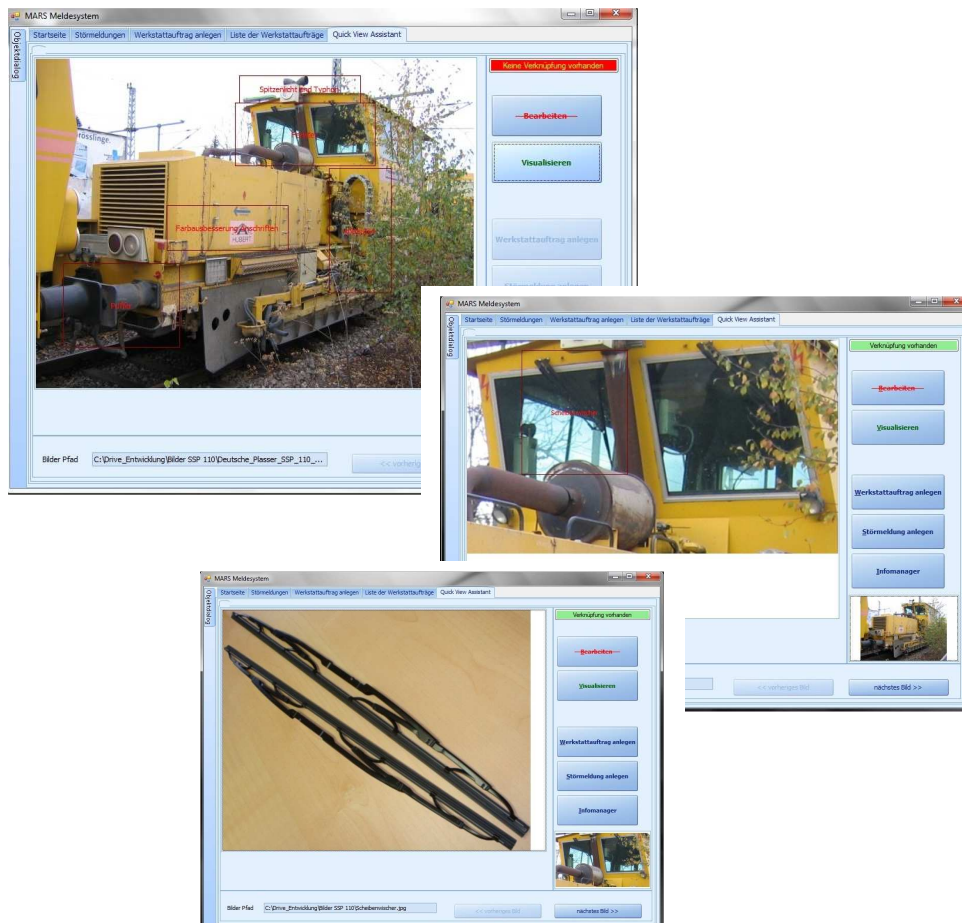 MARS Meldesystem
Objektdialog
Startseite Störmeldungen Werkstattauftrag anlegen Liste der Werkstattaufträge Quick View Assistant
Keine Verknüpfung vorhanden
Spitzenlicht und Typhon
Bearbeiten
rösslinge.
Visualisieren
Farbausbesserung Anschriften
HUBERT
Werkstattauftrag anlegen
Puffer
Bilder Pfad C:\Drive_Entwicklung\Bilder SSP 110\Deutsche_Plasser_SSP_110_...
<< vorherig
MARS Meldesystem
Objektdialog
Startseite Störmeldungen Werkstattauftrag anlegen Liste der Werkstattaufträge Quick View Assistant
Verknüpfung vorhanden
Bearbeiten
Scheibenwischer
Visualisieren
Werkstattauftrag anlegen
Störmeldung anlegen
Infomanager
<< vorheriges Bild nächstes Bild >>
MARS Meldesystem
Objektdialog
Startseite Störmeldungen Werkstattauftrag anlegen Liste der Werkstattaufträge Quick View Assistant
Verknüpfung vorhanden
Bearbeiten
Visualisieren
Werkstattauftrag anlegen
Störmeldung anlegen
Infomanager
Bilder Pfad C:\Drive_Entwicklung\Bilder SSP 110\Scheibenwischer.jpg
<< vorheriges Bild nächstes Bild >>